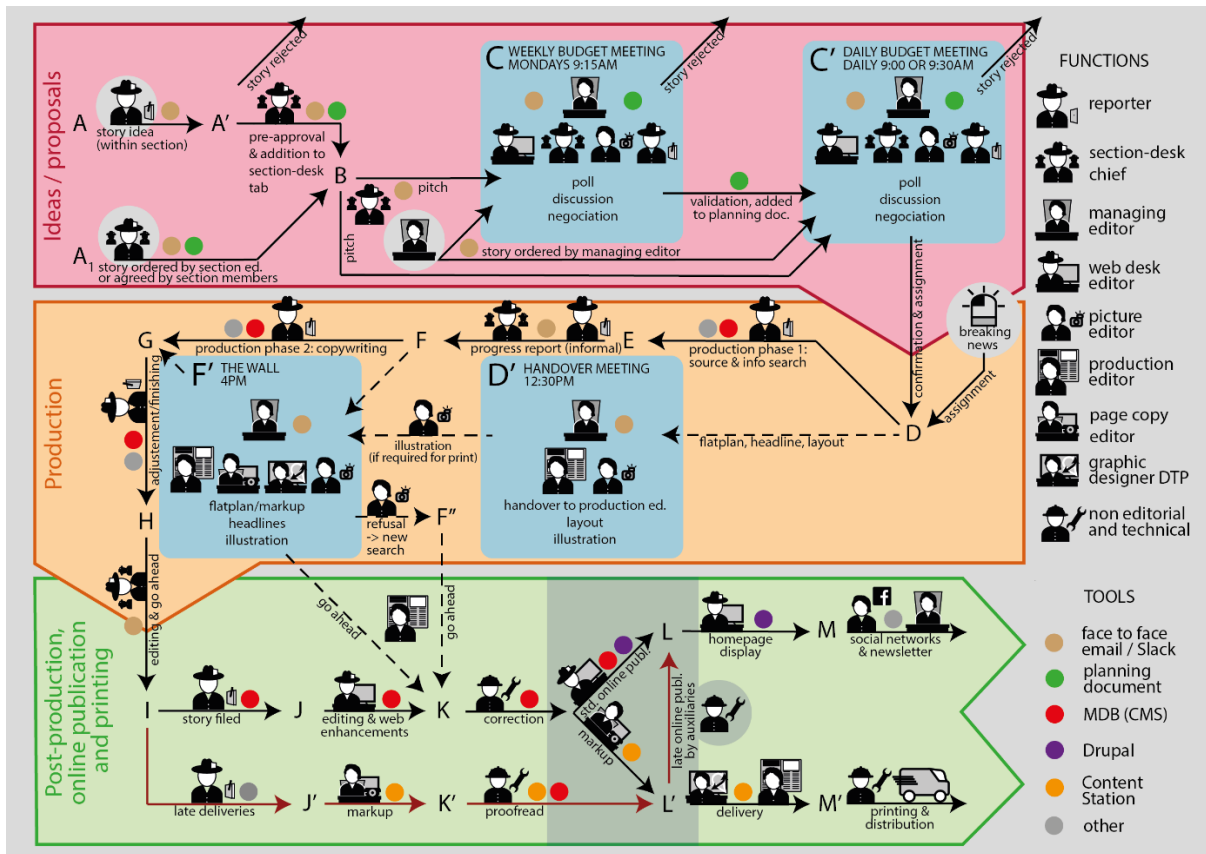 Ideas / proposals
A
story idea
(within section)
story rejected
A’
pre-approval
& addition to
section-desk
tab
A
1 story ordered by section ed.
or agreed by section members
B
pitch
pitch
C
WEEKLY BUDGET MEETING
MONDAYS 9:15AM
poll
discussion
negociation
story rejected
story ordered by managing editor
validation, added
to planning doc.
C’
DAILY BUDGET MEETING
DAILY 9:00 OR 9:30AM
poll
discussion
negociation
story rejected
confirmation & assignment
breaking
news
assignment
Production
G
production phase 2: copywriting
F
progress report (informal)
E
production phase 1:
source & info search
D
F’
THE WALL
4PM
flatplan/markup
headlines
illustration
illustration
(if required for print)
D’
HANDOVER MEETING
12:30PM
handover to production ed.
layout
illustration
flatplan, headline, layout
adjustement/finishing
H
refusal
-> new
search
F”
editing & go ahead
go ahead
go ahead
Post-production,
online publication
and printing
I
story filed
J
editing & web
enhancements
K
correction
std. online publ.
markup
L
homepage
display
M
social networks
& newsletter
late online publ.
by auxiliaries
late deliveries
J’
markup
K’
proofread
L’
delivery
M’
printing &
distribution
FUNCTIONS
reporter
section-desk
chief
managing
editor
web desk
editor
picture
editor
production
editor
page copy
editor
graphic
designer DTP
non editorial
and technical
TOOLS
face to face
email / Slack
planning
document
MDB (CMS)
Drupal
Content
Station
other